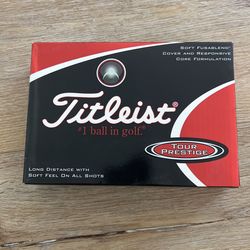 Soft Fusablend™
Cover and Responsive
Core Formulation
Titleist®
#1 ball in golf.®
Tour
Prestige
Long Distance with
Soft Feel On All Shots